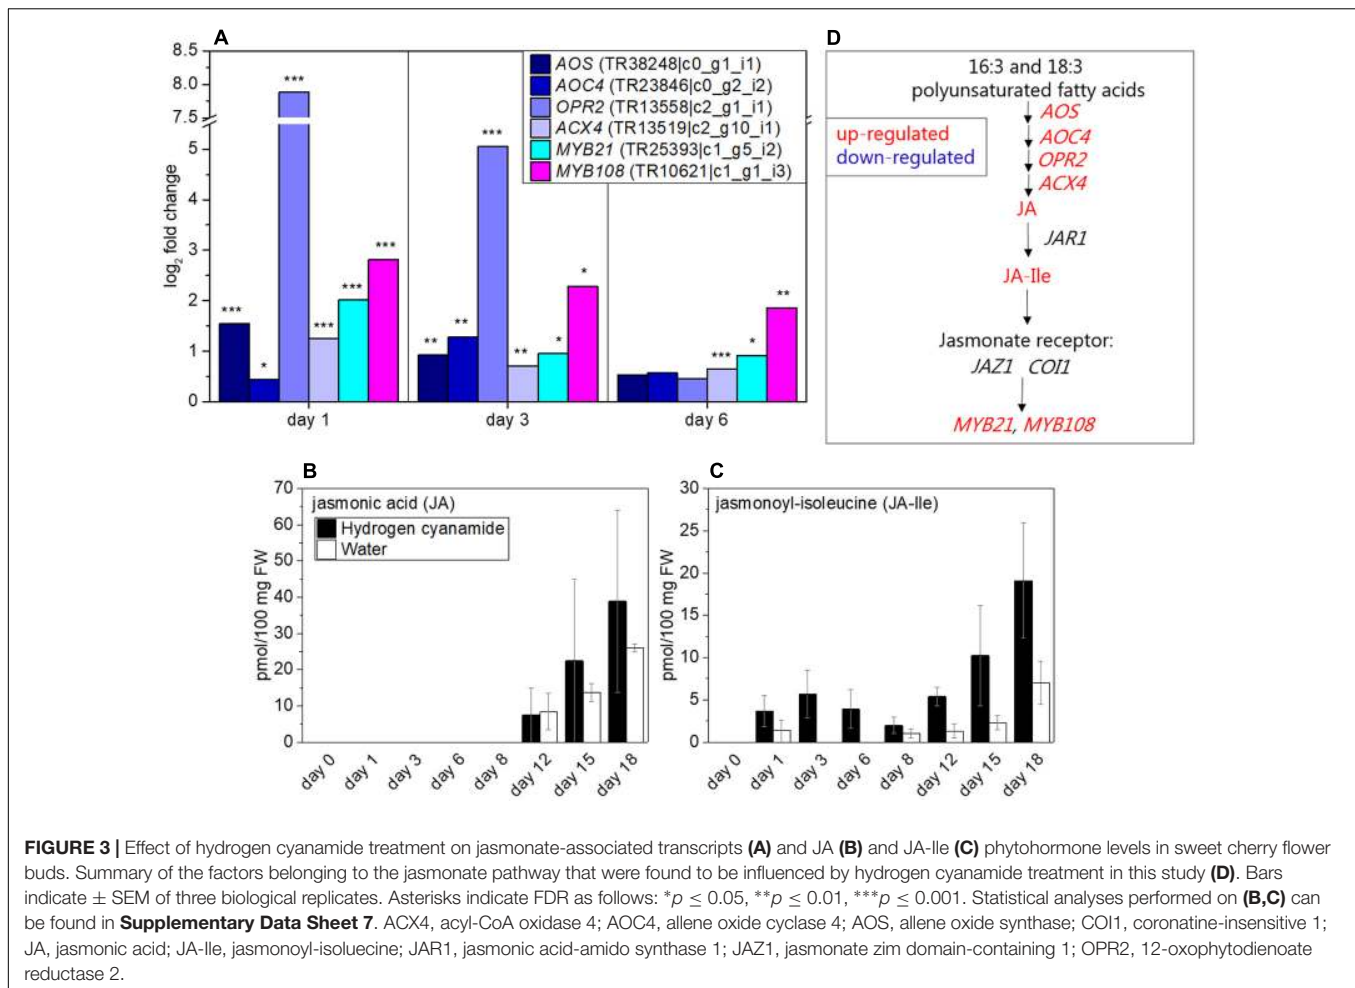 A
8.5
8.0
7.5
5
4
3
2
1
0
log2 fold change
AOS (TR38248|c0_g1_i1)
AOC4 (TR23846|c0_g2_i2)
OPR2 (TR13558|c2_g1_i1)
ACX4 (TR13519|c2_g10_i1)
MYB21 (TR25393|c1_g5_i2)
MYB108 (TR10621|c1_g1_i3)
*** * *** *** *** ***
** ** *** ** * *
*** * **
day 1 day 3 day 6
D
16:3 and 18:3
polyunsaturated fatty acids
AOS
AOC4
OPR2
ACX4
up-regulated
down-regulated
JA
JAR1
JA-Ile
Jasmonate receptor:
JAZ1 COI1
MYB21, MYB108
B
jasmonic acid (JA)
Hydrogen cyanamide
Water
70
60
50
40
30
20
10
0
pmol/100 mg FW
day 0 day 1 day 3 day 6 day 8 day 12 day 15 day 18
C
jasmonoyl-isoleucine (JA-Ile)
30
25
20
15
10
5
0
pmol/100 mg FW
day 0 day 1 day 3 day 6 day 8 day 12 day 15 day 18
FIGURE 3 | Effect of hydrogen cyanamide treatment on jasmonate-associated transcripts (A) and JA (B) and JA-Ile (C) phytohormone levels in sweet cherry flower
buds. Summary of the factors belonging to the jasmonate pathway that were found to be influenced by hydrogen cyanamide treatment in this study (D). Bars
indicate ± SEM of three biological replicates. Asterisks indicate FDR as follows: *p ≤ 0.05, **p ≤ 0.01, ***p ≤ 0.001. Statistical analyses performed on (B,C) can
be found in Supplementary Data Sheet 7. ACX4, acyl-CoA oxidase 4; AOC4, allene oxide cyclase 4; AOS, allene oxide synthase; COI1, coronatine-insensitive 1;
JA, jasmonic acid; JA-Ile, jasmonoyl-isoluecine; JAR1, jasmonic acid-amido synthase 1; JAZ1, jasmonate zim domain-containing 1; OPR2, 12-oxophytodienoate
reductase 2.